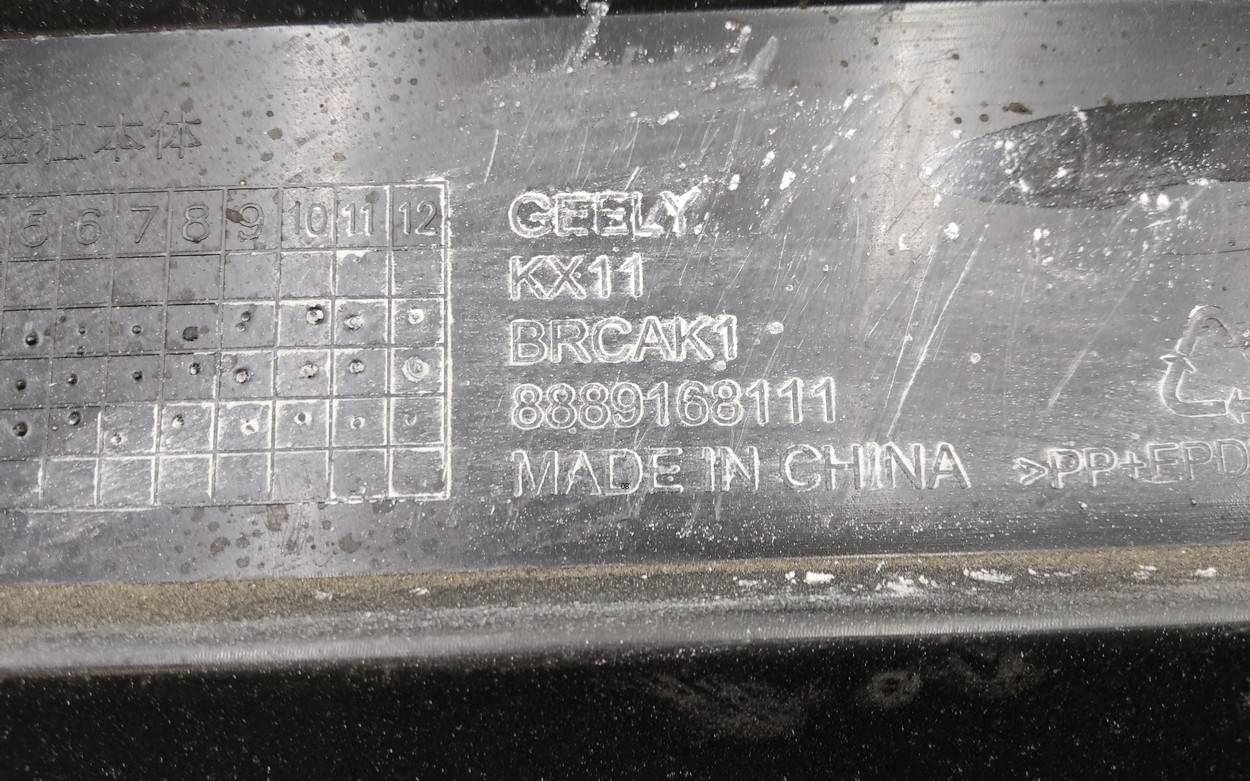 杠本体
5 6 7 8 9 10 11 12
GEELY
KX11
BRCAK1
8889168111
MADE IN CHINA >PP+EPD